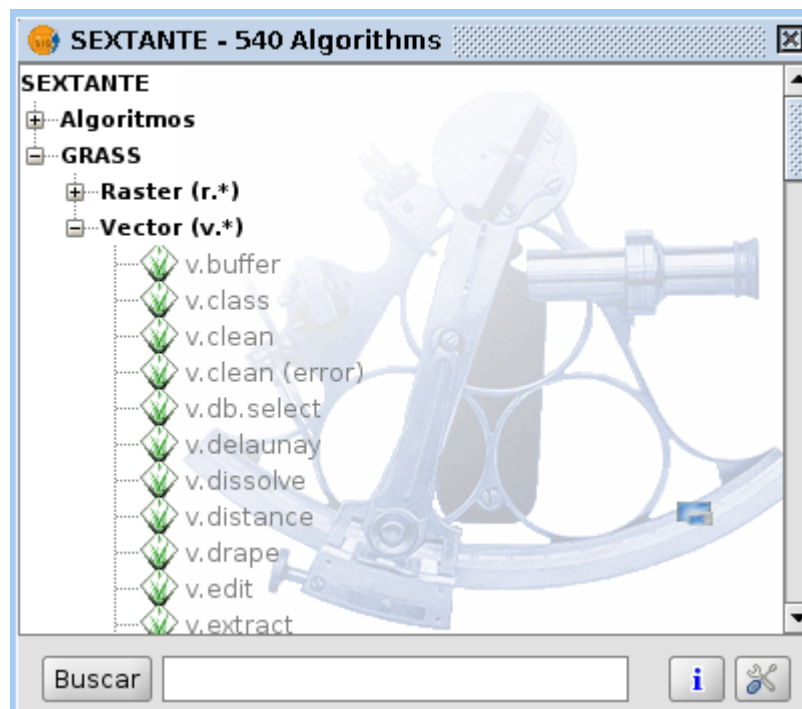 SEXTANTE - 540 Algorithms
SEXTANTE
Algoritmos
GRASS
Raster (r.*)
Vector (v.*)
v.buffer
v.class
v.clean
v.clean (error)
v.db.select
v.delaunay
v.dissolve
v.distance
v.drape
v.edit
v.extract
Buscar
i